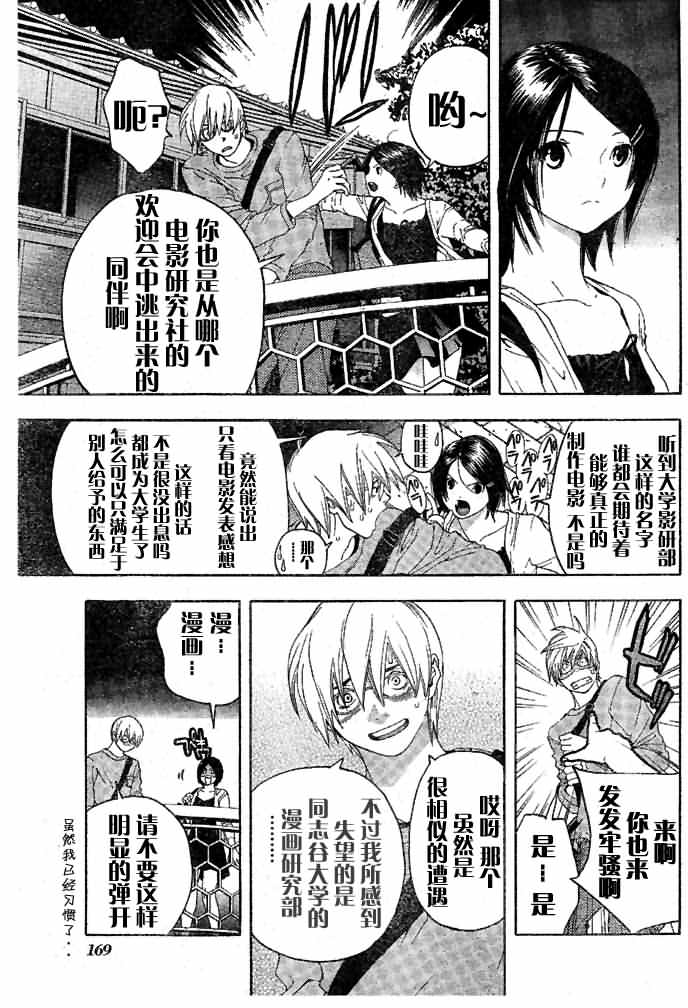 哟~
呃?
你也是从哪个
电影研究社的
欢迎会中逃出来的
同伴啊
听到大学影研部
这样的名字
谁都会期待着
能够真正的
制作电影 不是吗
哇哇哇
竟然能说出
只看电影发表感想
那个
……
这样的话
不是很没出息吗
都成为大学生了
怎么可以只满足于
别人给予的东西
来啊
你也来
发发牢骚啊
是……是
哎呀 那个
虽然是
很相似的遭遇
不过我所感到
失望的是
同志谷大学的
漫画研究部
…………
漫……
漫画……
请不要这样
明显的弹开
虽然我已经习惯了..
169